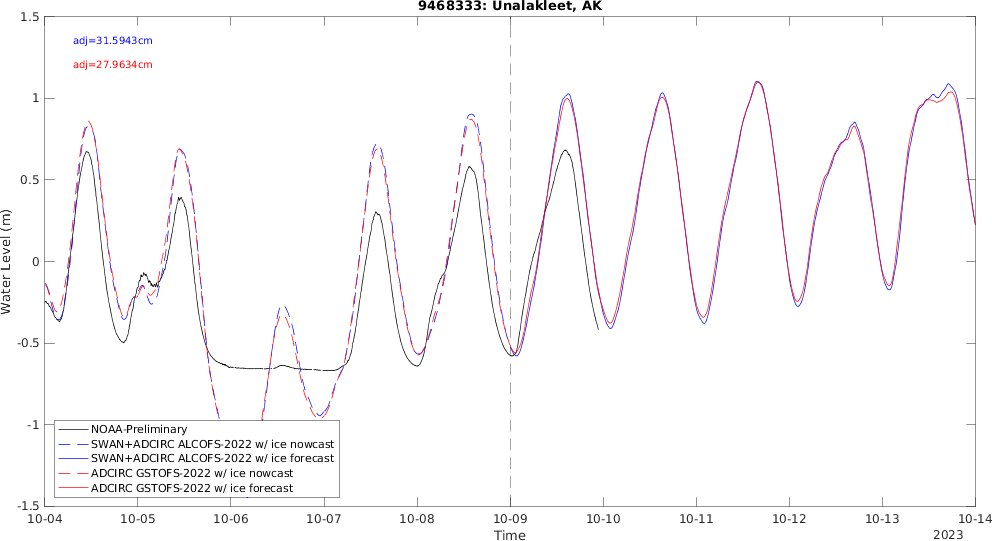 9468333: Unalakleet, AK
adj=31.5943cm
adj=27.9634cm
Water Level (m)
1.5
1
0.5
0
-0.5
-1
-1.5
NOAA-Preliminary
SWAN+ADCIRC ALCOFS-2022 w/ ice nowcast
SWAN+ADCIRC ALCOFS-2022 w/ ice forecast
ADCIRC GSTOFS-2022 w/ ice nowcast
ADCIRC GSTOFS-2022 w/ ice forecast
10-04 10-05 10-06 10-07 10-08 10-09 10-10 10-11 10-12 10-13 10-14
Time
2023